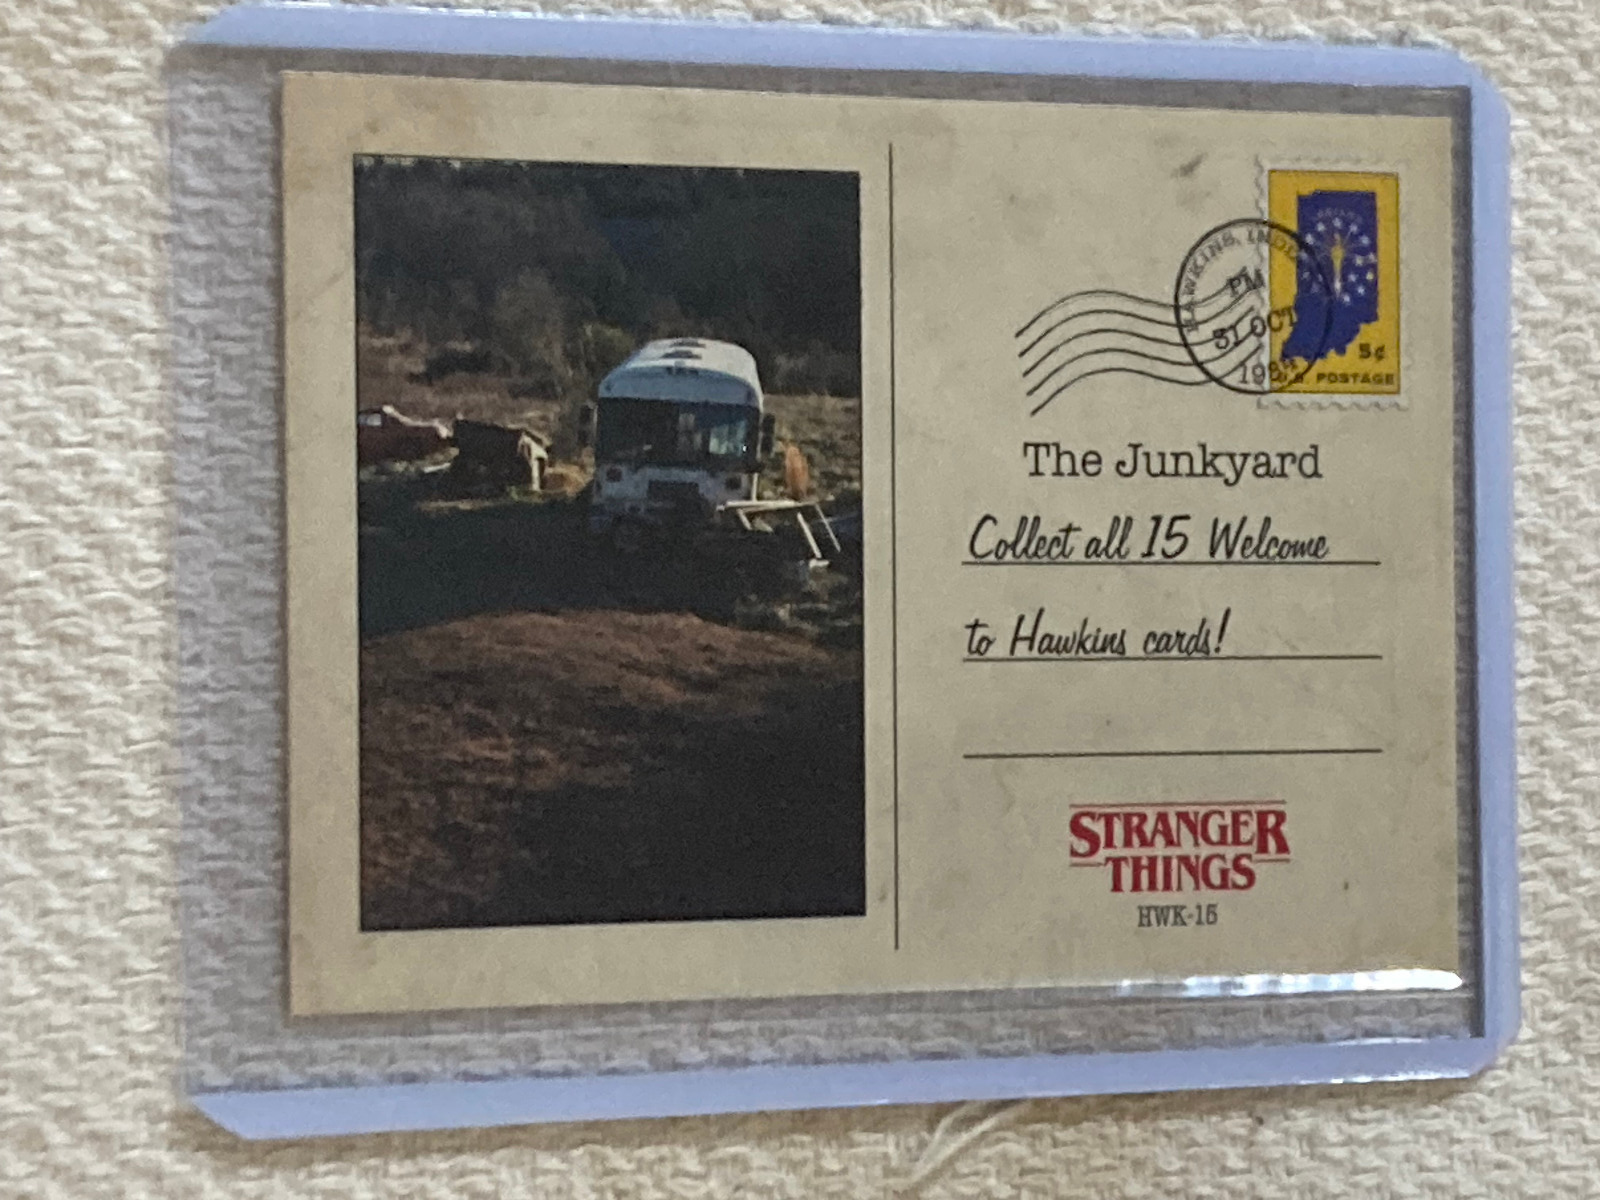 HAWKINS, IND
PM
31 OCT
1984
5¢
U.S. POSTAGE
The Junkyard
Collect all 15 Welcome
to Hawkins cards!
STRANGER
THINGS
HWK-15